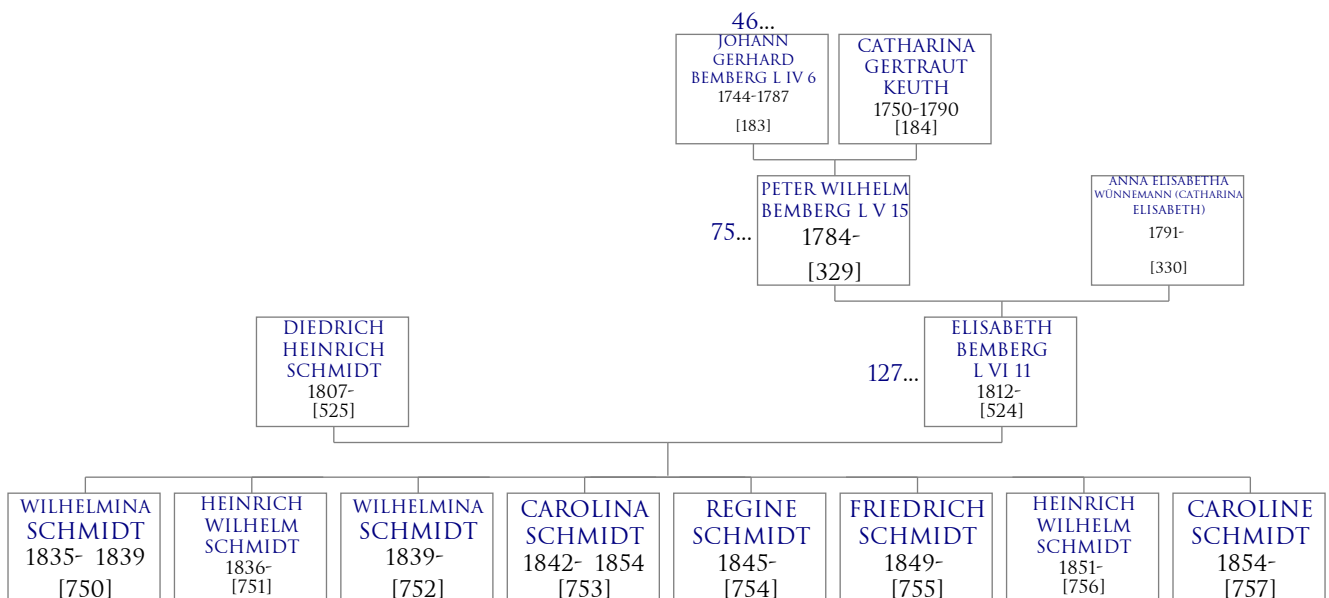 46...
JOHANN
GERHARD
BEMBERG L IV 6
1744-1787
[183]
CATHARINA
GERTRAUT
KEUTH
1750-1790
[184]
PETER WILHELM
BEMBERG L V 15
1784-
[329]
75...
ANNA ELISABETHA
WÜNNEMANN (CATHARINA
ELISABETH)
1791-
[330]
DIEDRICH
HEINRICH
SCHMIDT
1807-
[525]
127...
ELISABETH
BEMBERG
L VI 11
1812-
[524]
WILHELMINA
SCHMIDT
1835- 1839
[750]
HEINRICH
WILHELM
SCHMIDT
1836-
[751]
WILHELMINA
SCHMIDT
1839-
[752]
CAROLINA
SCHMIDT
1842- 1854
[753]
REGINE
SCHMIDT
1845-
[754]
FRIEDRICH
SCHMIDT
1849-
[755]
HEINRICH
WILHELM
SCHMIDT
1851-
[756]
CAROLINE
SCHMIDT
1854-
[757]